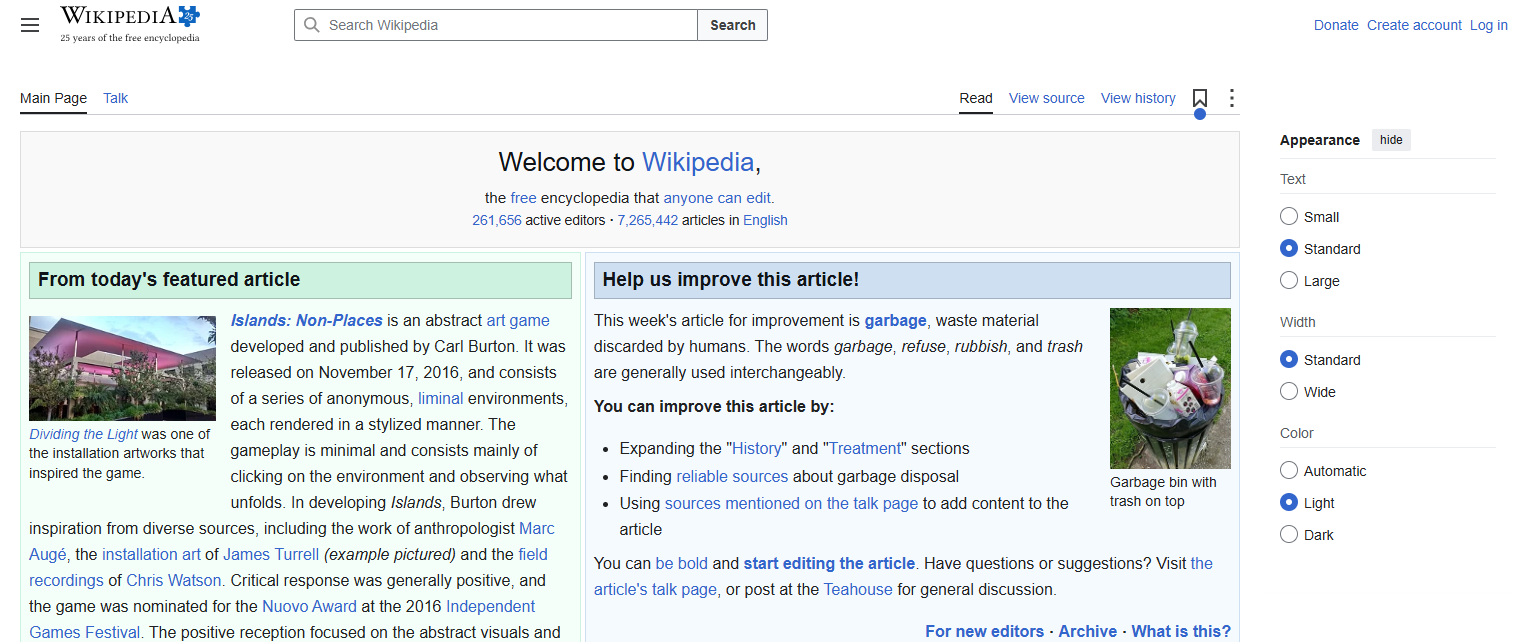 WIKIPEDIA 25
25 years of the free encyclopedia
Search Wikipedia
Search
Donate Create account Log in
Main Page Talk
Read View source View history
Welcome to Wikipedia,
the free encyclopedia that anyone can edit.
261,656 active editors · 7,265,442 articles in English
From today's featured article
Islands: Non-Places is an abstract art game
developed and published by Carl Burton. It was
released on November 17, 2016, and consists
of a series of anonymous, liminal environments,
each rendered in a stylized manner. The
gameplay is minimal and consists mainly of
clicking on the environment and observing what
unfolds. In developing Islands, Burton drew
inspiration from diverse sources, including the work of anthropologist Marc
Augé, the installation art of James Turrell (example pictured) and the field
recordings of Chris Watson. Critical response was generally positive, and
the game was nominated for the Nuovo Award at the 2016 Independent
Games Festival. The positive reception focused on the abstract visuals and
Dividing the Light was one of
the installation artworks that
inspired the game.
Help us improve this article!
This week's article for improvement is garbage, waste material
discarded by humans. The words garbage, refuse, rubbish, and trash
are generally used interchangeably.
You can improve this article by:
• Expanding the "History" and "Treatment" sections
• Finding reliable sources about garbage disposal
• Using sources mentioned on the talk page to add content to the
article
Garbage bin with
trash on top
You can be bold and start editing the article. Have questions or suggestions? Visit the
article's talk page, or post at the Teahouse for general discussion.
For new editors · Archive · What is this?
Appearance hide
Text
Small
Standard
Large
Width
Standard
Wide
Color
Automatic
Light
Dark